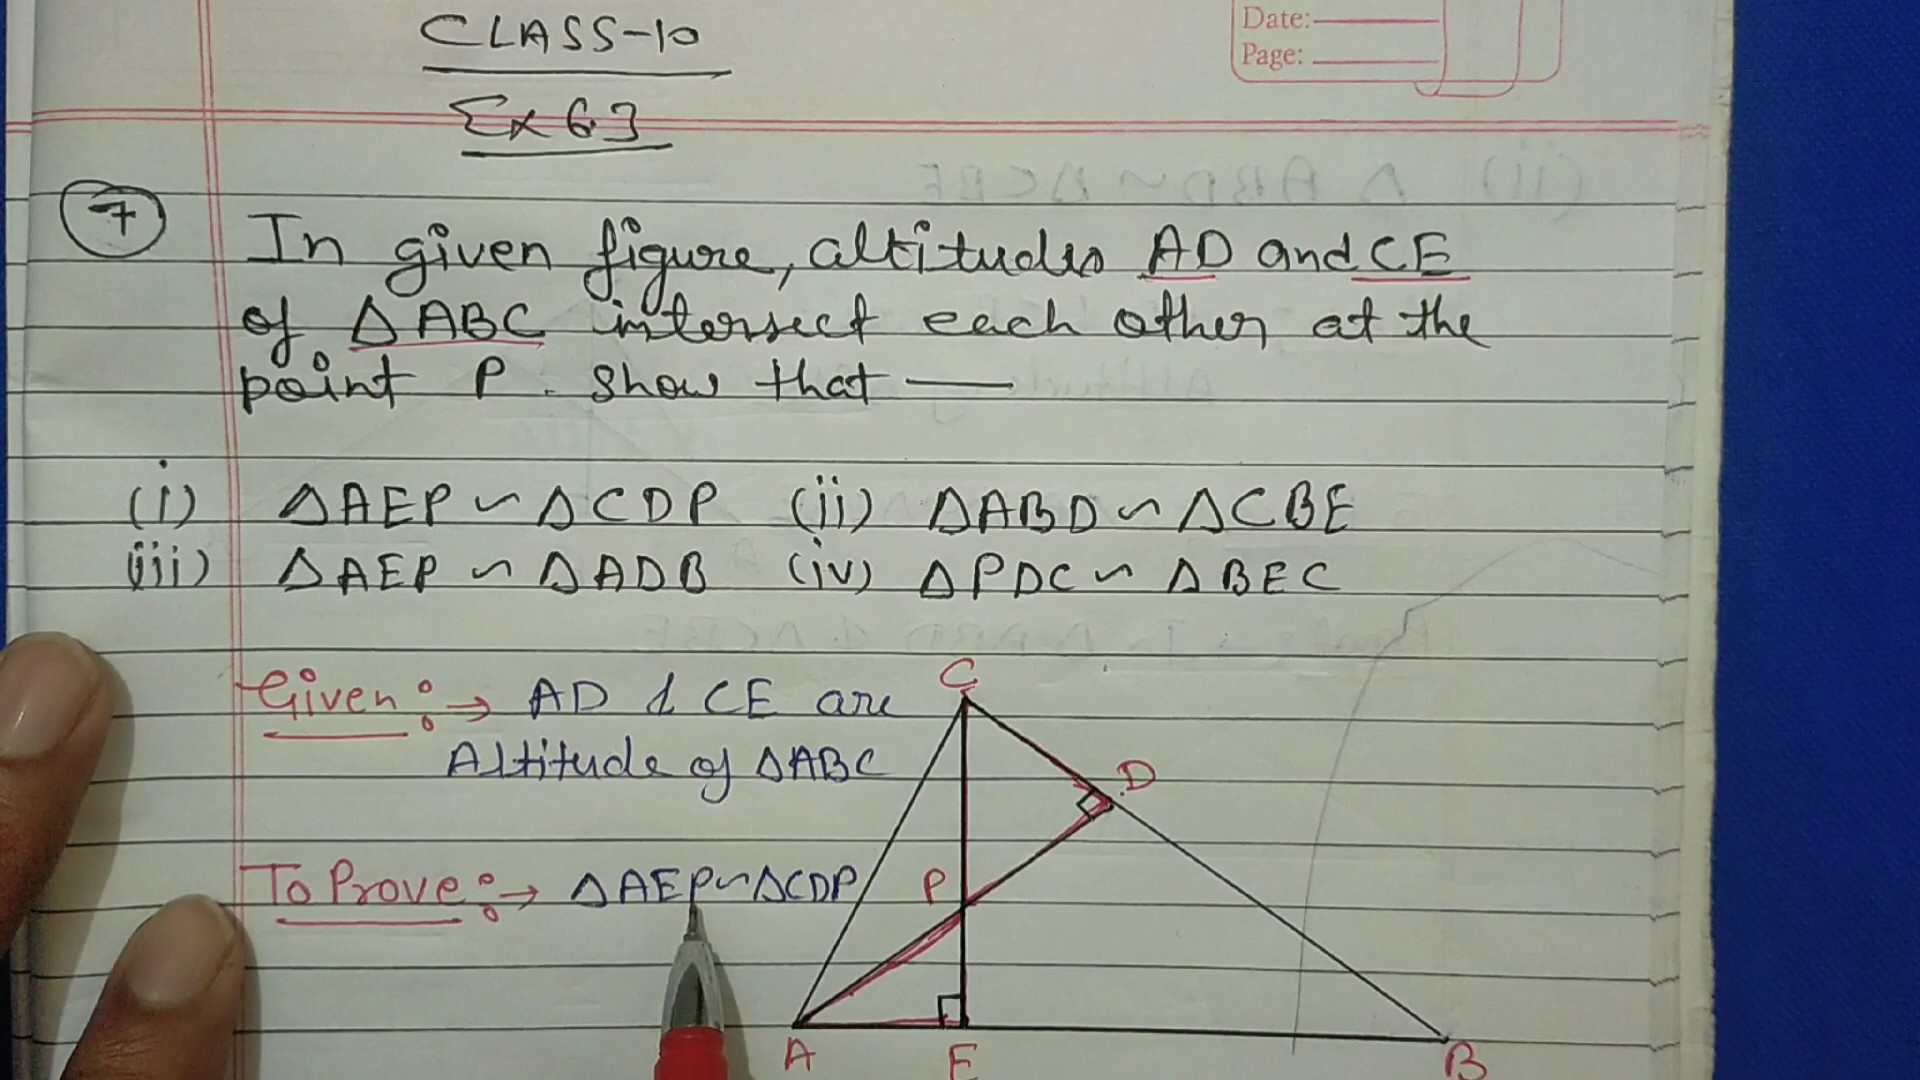 Date:
Page:
CLASS-10
Ex 6.3
7
In given figure, altitudes AD and CE
of ΔABC intersect each other at the
point P. Show that —
(i) ΔAEP ~ ΔCDP (ii) ΔABD ~ ΔCBE
(iii) ΔAEP ~ ΔADB (iv) ΔPDC ~ ΔBEC
Given :→ AD & CE are
Altitude of ΔABC
To Prove :→ ΔAEP~ΔCDP
C
D
P
A E B